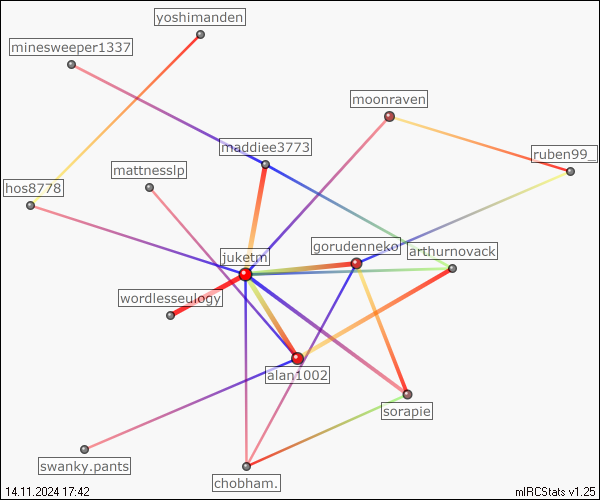 yoshimanden
minesweeper1337
moonraven
maddiee3773
ruben99_
mattnesslp
hos8778
gorudenneko
arthurnovack
juketm
wordlesseulogy
alan1002
sorapie
swanky.pants
chobham.
14.11.2024 17:42
mIRCStats v1.25